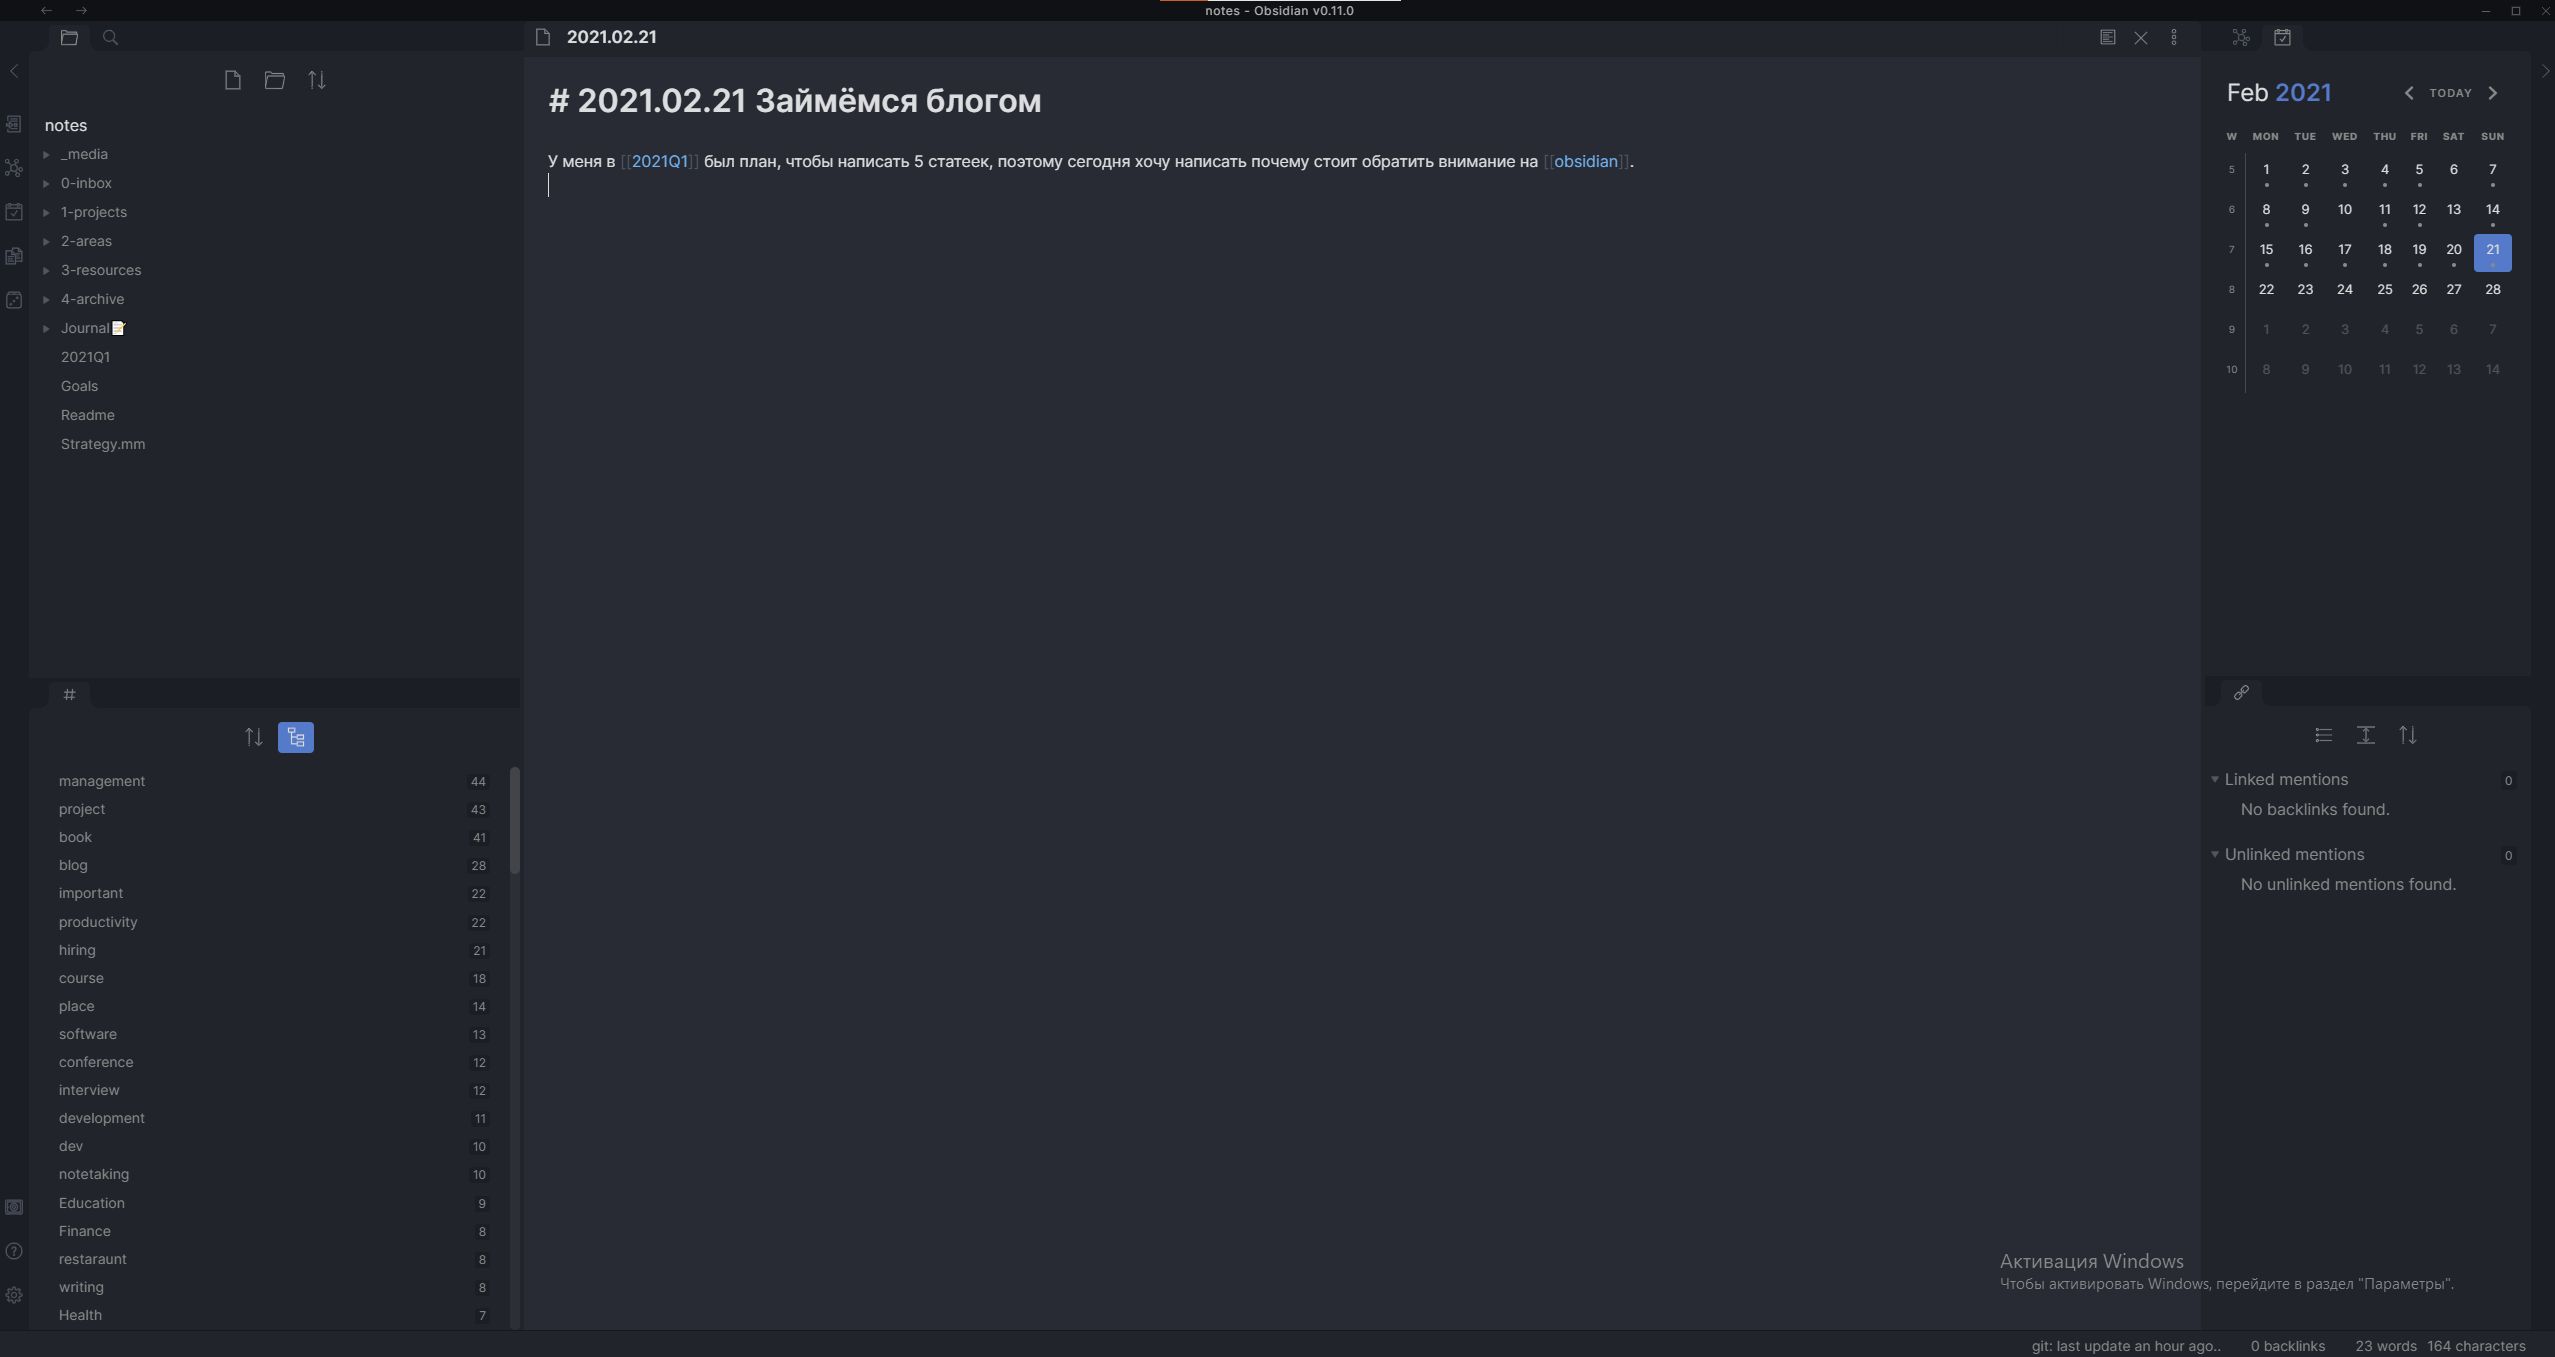 notes - Obsidian v0.11.0
2021.02.21
notes
_media
0-inbox
1-projects
2-areas
3-resources
4-archive
Journal📝
2021Q1
Goals
Readme
Strategy.mm
#
management 44
project 43
book 41
blog 28
important 22
productivity 22
hiring 21
course 18
place 14
software 13
conference 12
interview 12
development 11
dev 10
notetaking 10
Education 9
Finance 8
restaraunt 8
writing 8
Health 7
# 2021.02.21 Займёмся блогом
У меня в [[2021Q1]] был план, чтобы написать 5 статеек, поэтому сегодня хочу написать почему стоит обратить внимание на [[obsidian]].
Feb 2021 TODAY
W MON TUE WED THU FRI SAT SUN
5 1 2 3 4 5 6 7
6 8 9 10 11 12 13 14
7 15 16 17 18 19 20 21
8 22 23 24 25 26 27 28
9 1 2 3 4 5 6 7
10 8 9 10 11 12 13 14
Linked mentions 0
No backlinks found.
Unlinked mentions 0
No unlinked mentions found.
Активация Windows
Чтобы активировать Windows, перейдите в раздел "Параметры".
git: last update an hour ago.. 0 backlinks 23 words 164 characters